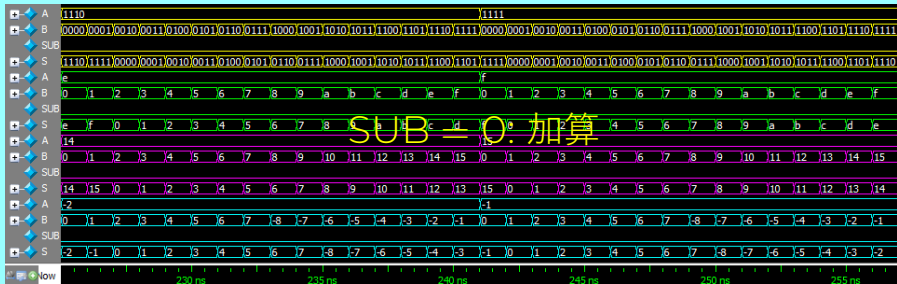 A 1110 1111
B 0000 0001 0010 0011 0100 0101 0110 0111 1000 1001 1010 1011 1100 1101 1110 1111 0000 0001 0010 0011 0100 0101 0110 0111 1000 1001 1010 1011 1100 1101 1110 1111
SUB
S 1110 1111 0000 0001 0010 0011 0100 0101 0110 0111 1000 1001 1010 1011 1100 1101 1111 0000 0001 0010 0011 0100 0101 0110 0111 1000 1001 1010 1011 1100 1101 1110
A e f
B 0 1 2 3 4 5 6 7 8 9 a b c d e f 0 1 2 3 4 5 6 7 8 9 a b c d e f
SUB
S e f 0 1 2 3 4 5 6 7 8 c d 0 4 5 6 7 8 9 a b c d e
SUB = 0: 加算
A 14 15
B 0 1 2 3 4 5 6 7 8 9 10 11 12 13 14 15 0 1 2 3 4 5 6 7 8 9 10 11 12 13 14 15
SUB
S 14 15 0 1 2 3 4 5 6 7 8 9 10 11 12 13 15 0 1 2 3 4 5 6 7 8 9 10 11 12 13 14
A -2 -1
B 0 1 2 3 4 5 6 7 -8 -7 -6 -5 -4 -3 -2 -1 0 1 2 3 4 5 6 7 -8 -7 -6 -5 -4 -3 -2 -1
SUB
S -2 -1 0 1 2 3 4 5 6 7 -8 -7 -6 -5 -4 -3 -1 0 1 2 3 4 5 6 7 -8 -7 -6 -5 -4 -3 -2
Now 230 ns 235 ns 240 ns 245 ns 250 ns 255 ns